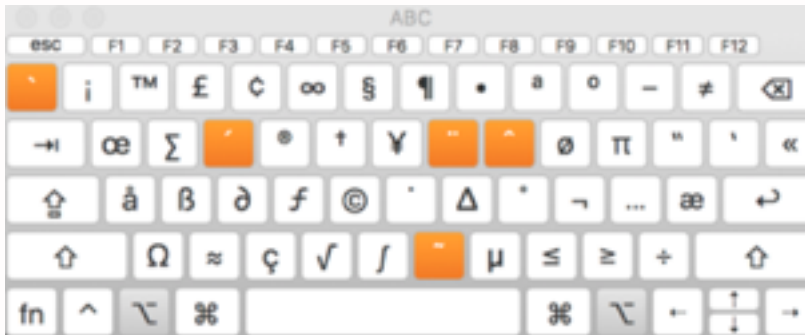 ABC
esc F1 F2 F3 F4 F5 F6 F7 F8 F9 F10 F11 F12
` ¡ ™ £ ¢ ∞ § ¶ • ª º – ≠ ⌫
⇥ œ ∑ ´ ® † ¥ ¨ ˆ ø π “ ‘ «
⇪ å ß ∂ ƒ © ˙ ∆ ˚ ¬ … æ ↩
⇧ Ω ≈ ç √ ∫ ˜ µ ≤ ≥ ÷ ⇧
fn ^ ⌥ ⌘ ⌘ ⌥ ← ↑ ↓ →